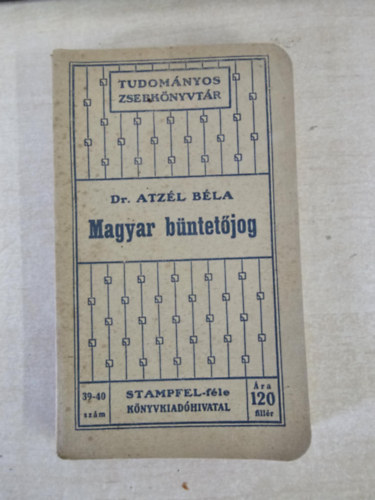 TUDOMÁNYOS
ZSEBKÖNYVTÁR
Dr. ATZÉL BÉLA
Magyar büntetőjog
39-40
szám
STAMPFEL-féle
KÖNYVKIADÓHIVATAL
Ára
120
fillér